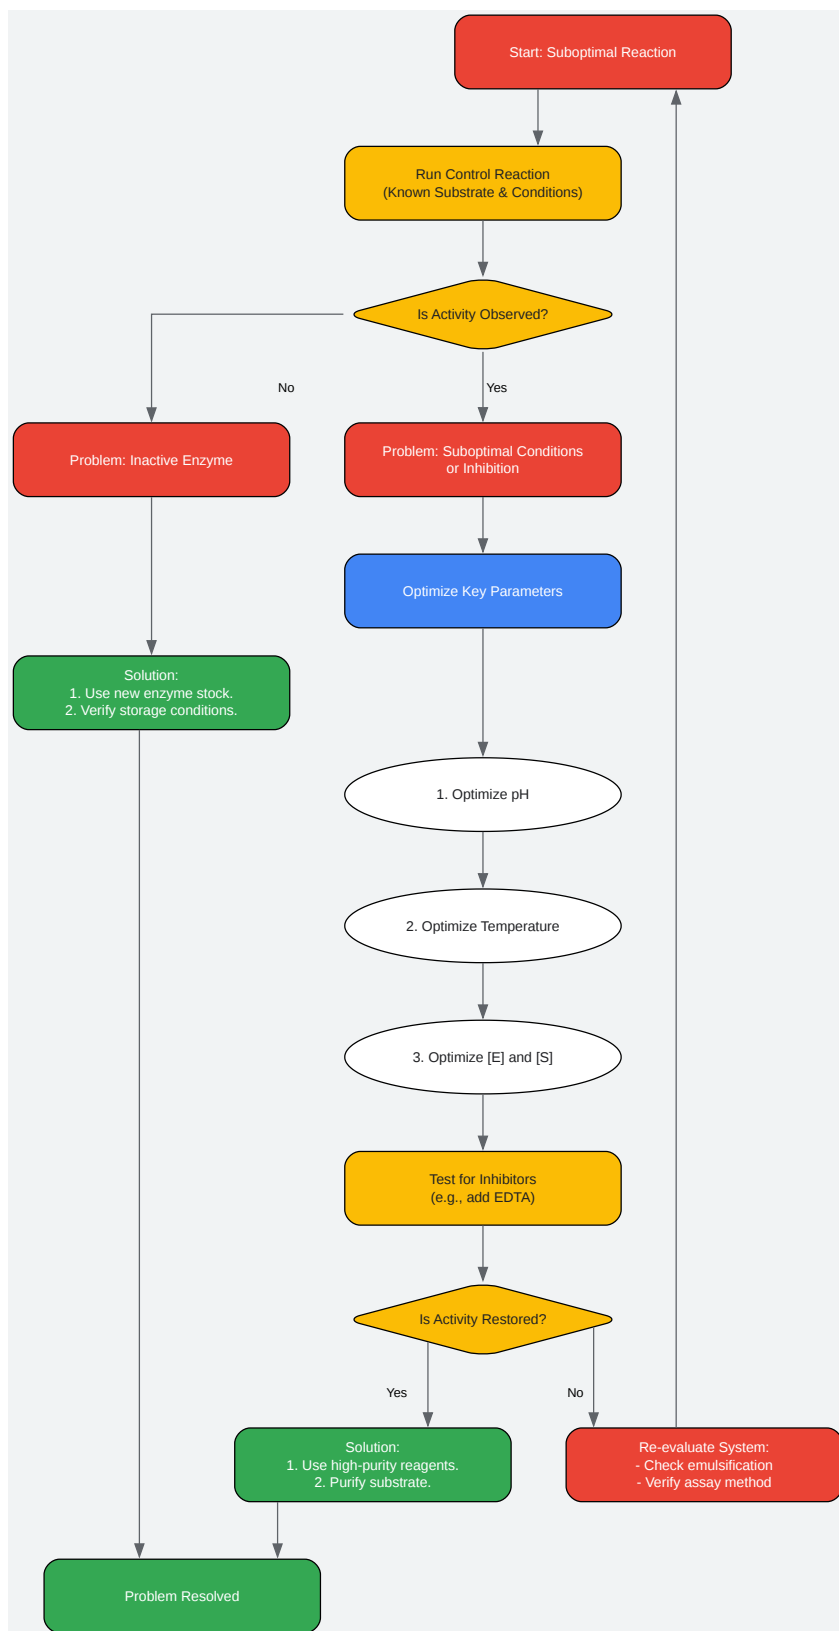 Start: Suboptimal Reaction
Run Control Reaction
(Known Substrate & Conditions)
Is Activity Observed?
No
Yes
Problem: Inactive Enzyme
Problem: Suboptimal Conditions
or Inhibition
Optimize Key Parameters
Solution:
1. Use new enzyme stock.
2. Verify storage conditions.
1. Optimize pH
2. Optimize Temperature
3. Optimize [E] and [S]
Test for Inhibitors
(e.g., add EDTA)
Is Activity Restored?
Yes
No
Solution:
1. Use high-purity reagents.
2. Purify substrate.
Re-evaluate System:
- Check emulsification
- Verify assay method
Problem Resolved